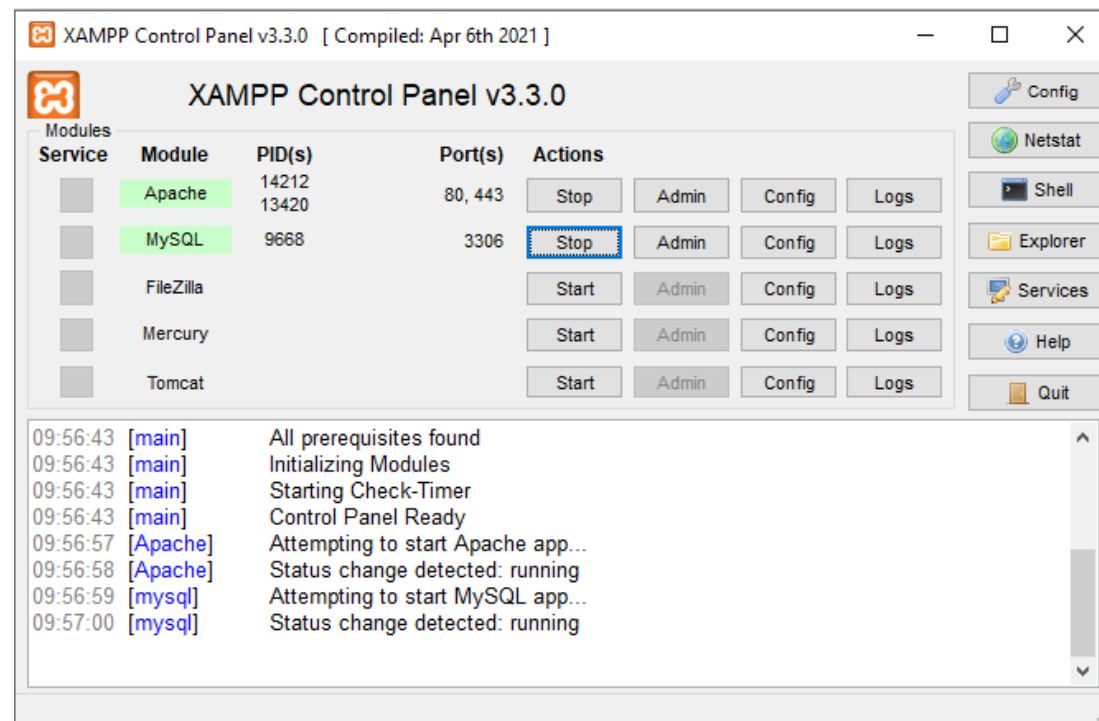 XAMPP Control Panel v3.3.0 [ Compiled: Apr 6th 2021 ]
XAMPP Control Panel v3.3.0
Config
Modules
Service Module PID(s) Port(s) Actions
Netstat
Apache 14212 13420 80, 443 Stop Admin Config Logs
Shell
MySQL 9668 3306 Stop Admin Config Logs
Explorer
FileZilla Start Admin Config Logs
Services
Mercury Start Admin Config Logs
Help
Tomcat Start Admin Config Logs
Quit
09:56:43 [main] All prerequisites found
09:56:43 [main] Initializing Modules
09:56:43 [main] Starting Check-Timer
09:56:43 [main] Control Panel Ready
09:56:57 [Apache] Attempting to start Apache app...
09:56:58 [Apache] Status change detected: running
09:56:59 [mysql] Attempting to start MySQL app...
09:57:00 [mysql] Status change detected: running